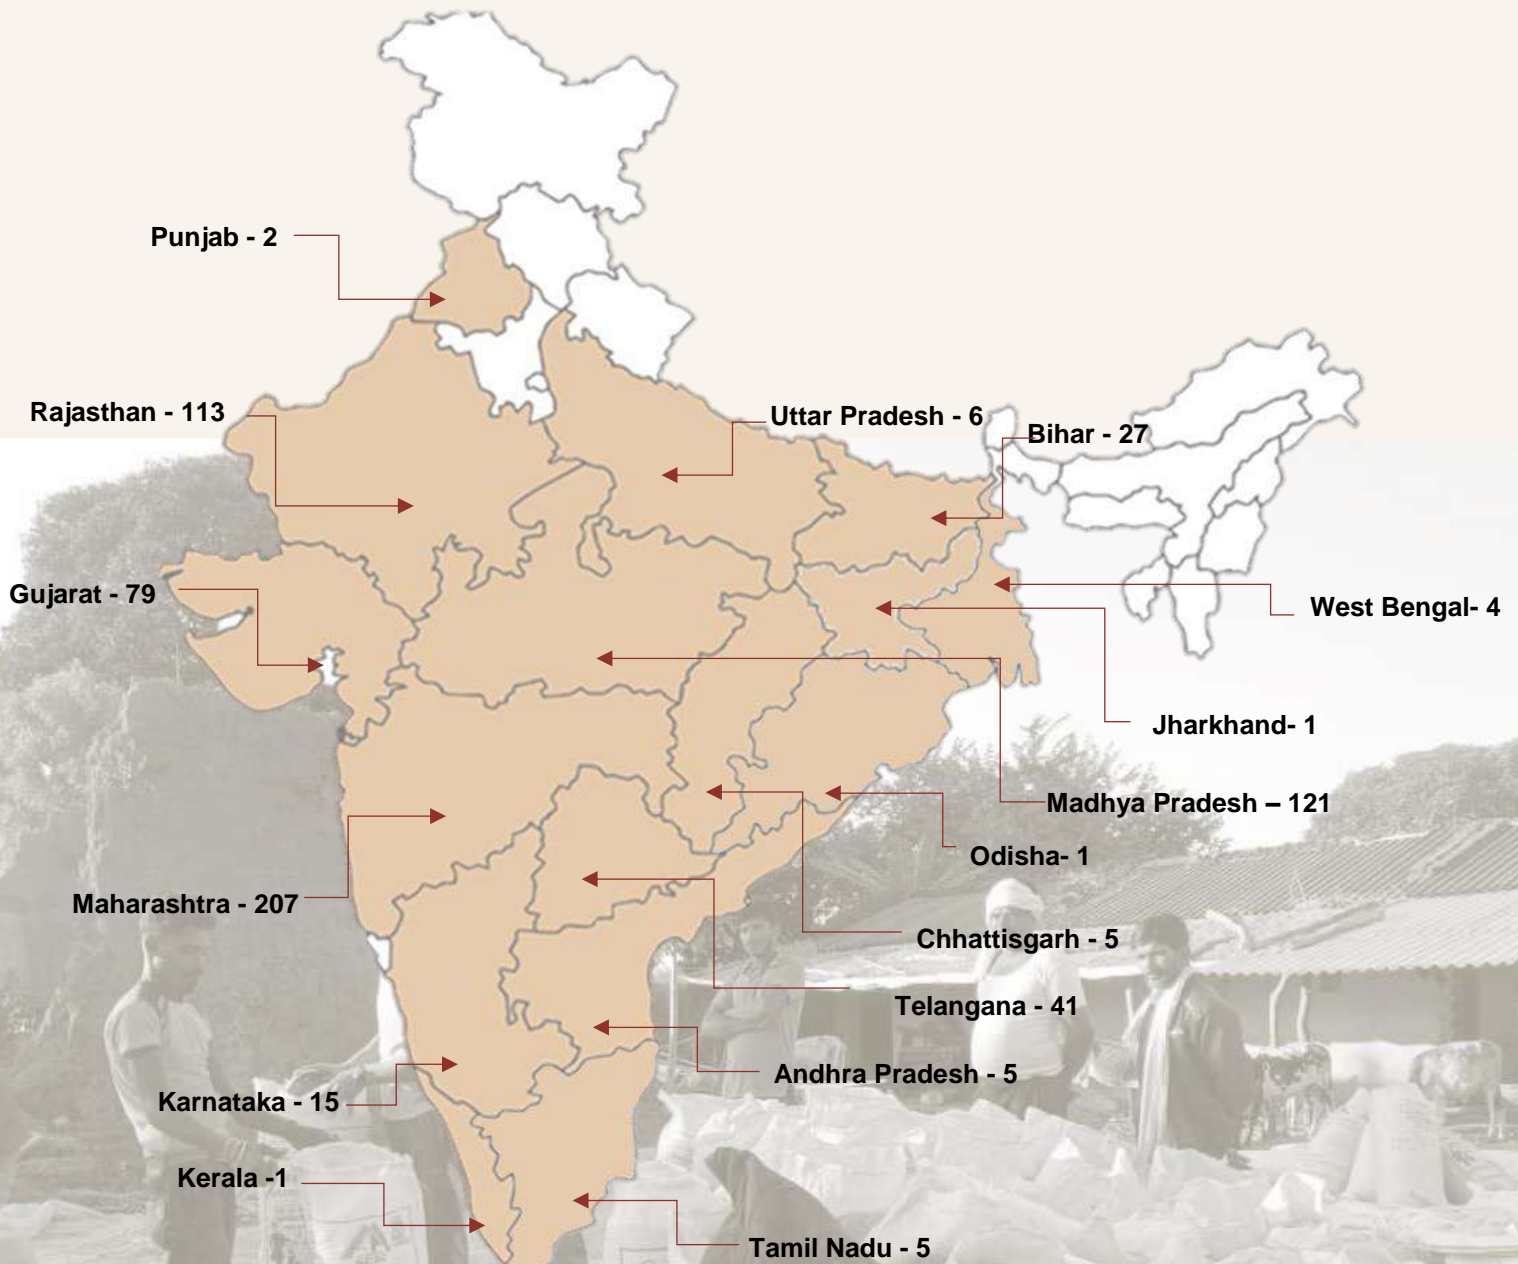 Punjab - 2
Rajasthan - 113
Uttar Pradesh - 6
Bihar - 27
Gujarat - 79
West Bengal- 4
Jharkhand- 1
Madhya Pradesh – 121
Odisha- 1
Maharashtra - 207
Chhattisgarh - 5
Telangana - 41
Andhra Pradesh - 5
Karnataka - 15
Kerala -1
Tamil Nadu - 5